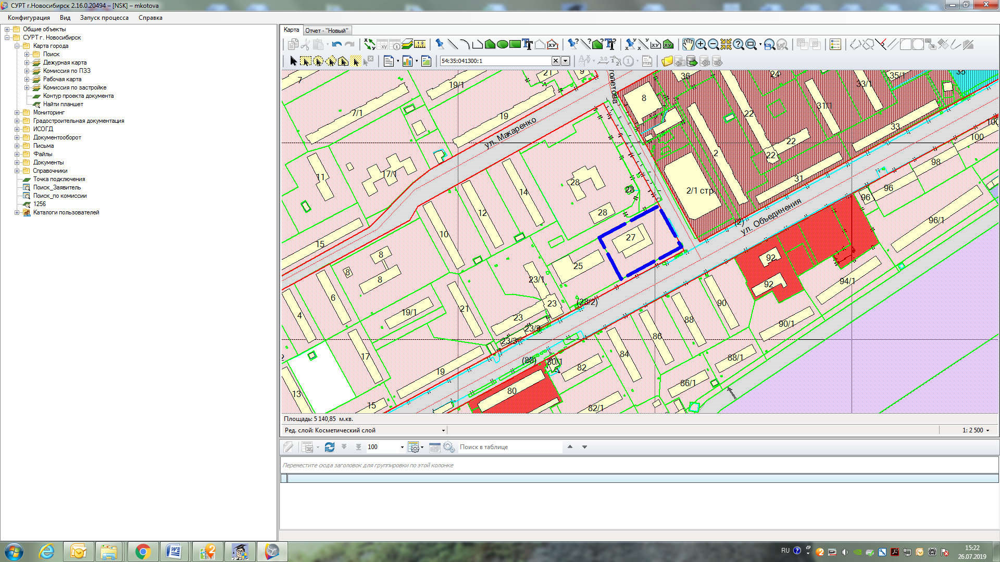 СУРТ г.Новосибирск 2.16.0.20494 – [NSK] – mkotova
Конфигурация Вид Запуск процесса Справка
Общие объекты
СУРТ г. Новосибирск
Карта города
Поиск
Дежурная карта
Комиссия по ПЗЗ
Рабочая карта
Комиссия по застройке
Контур проекта документа
Найти планшет
Мониторинг
Градостроительная документация
ИСОГД
Документооборот
Письма
Файлы
Документы
Справочники
Точка подключения
Поиск_Заявитель
Поиск_по комиссии
1256
Каталоги пользователей
Карта Отчет - "Новый"
54:35:041300:1
7 19/1 21 9 36 24 33/1 35/1 35
7/1 19 8 22 31/ 33 100
ул. Макаренко
11 17/1 14 28 28 2 22 22 100
2/1 стр 31 98
12 28 96 96
ул. Объединения
(2)
15 10 27 96/1
8 8 8 25 92 92 94/1
23/1
6 4 19/1 21 23 23 (23/2) 90 88 90/1
23/3 23/3
17 19 (80) 80/1 82 84 86 88/1
13 15 80 82/1 86/1
Площадь: 5 140,85 м.кв.
Ред. слой: Косметический слой 1: 2 500
100 Поиск в таблице
Переместите сюда заголовок для группировки по этой колонке
RU 15:22
26.07.2019